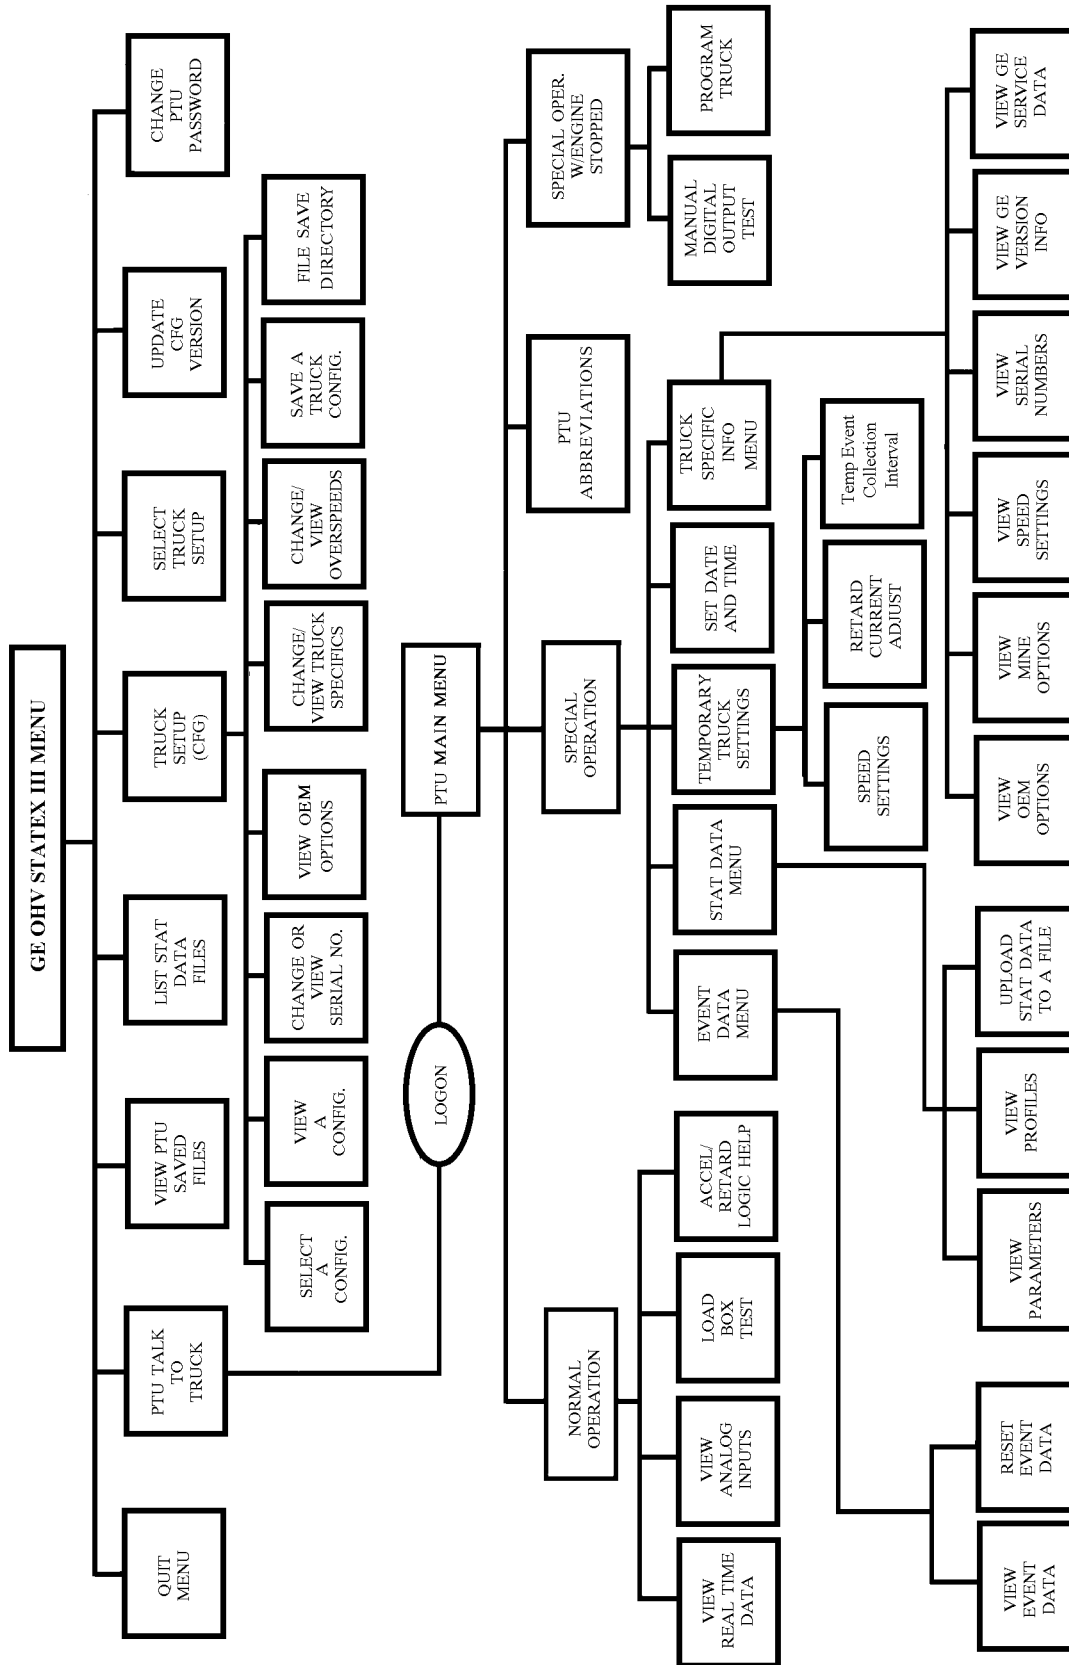 GE OHV STATEX III MENU
QUIT
MENU
PTU TALK
TO
TRUCK
VIEW PTU
SAVED
FILES
LIST STAT
DATA
FILES
TRUCK
SETUP
(CFG)
SELECT
TRUCK
SETUP
UPDATE
CFG
VERSION
CHANGE
PTU
PASSWORD
SELECT
A
CONFIG.
VIEW
A
CONFIG.
CHANGE OR
VIEW
SERIAL NO.
VIEW OEM
OPTIONS
CHANGE/
VIEW TRUCK
SPECIFICS
CHANGE/
VIEW
OVERSPEEDS
SAVE A
TRUCK
CONFIG.
FILE SAVE
DIRECTORY
LOGON
PTU MAIN MENU
NORMAL
OPERATION
SPECIAL
OPERATION
PTU
ABBREVIATIONS
SPECIAL OPER.
W/ENGINE
STOPPED
VIEW
REAL TIME
DATA
VIEW
ANALOG
INPUTS
LOAD
BOX
TEST
ACCEL/
RETARD
LOGIC HELP
EVENT
DATA
MENU
STAT DATA
MENU
TEMPORARY
TRUCK
SETTINGS
SET DATE
AND TIME
TRUCK
SPECIFIC
INFO
MENU
MANUAL
DIGITAL
OUTPUT
TEST
PROGRAM
TRUCK
SPEED
SETTINGS
RETARD
CURRENT
ADJUST
Temp Event
Collection
Interval
VIEW
EVENT
DATA
RESET
EVENT
DATA
VIEW
PARAMETERS
VIEW
PROFILES
UPLOAD
STAT DATA
TO A FILE
VIEW
OEM
OPTIONS
VIEW
MINE
OPTIONS
VIEW
SPEED
SETTINGS
VIEW
SERIAL
NUMBERS
VIEW GE
VERSION
INFO
VIEW GE
SERVICE
DATA